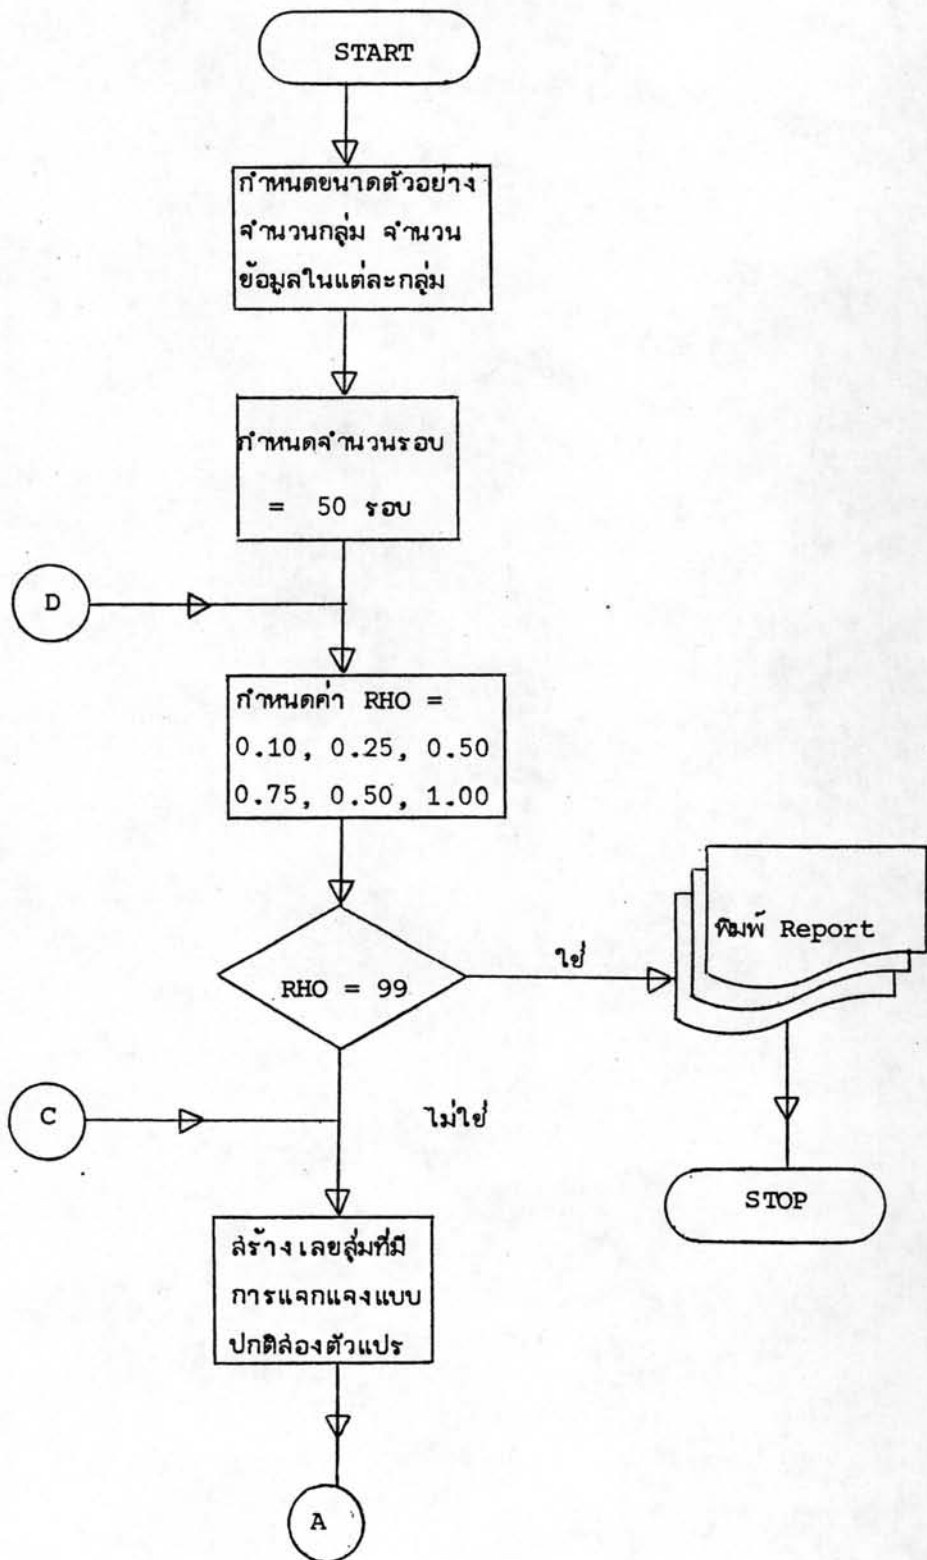 START
กำหนดขนาดตัวอย่าง
จำนวนกลุ่ม จำนวน
ข้อมูลในแต่ละกลุ่ม
กำหนดจำนวนรอบ
= 50 รอบ
D
กำหนดค่า RHO =
0.10, 0.25, 0.50
0.75, 0.50, 1.00
RHO = 99
ใช่
พิมพ์ Report
C
ไม่ใช่
STOP
สร้างเลขสุ่มที่มี
การแจกแจงแบบ
ปกติสองตัวแปร
A